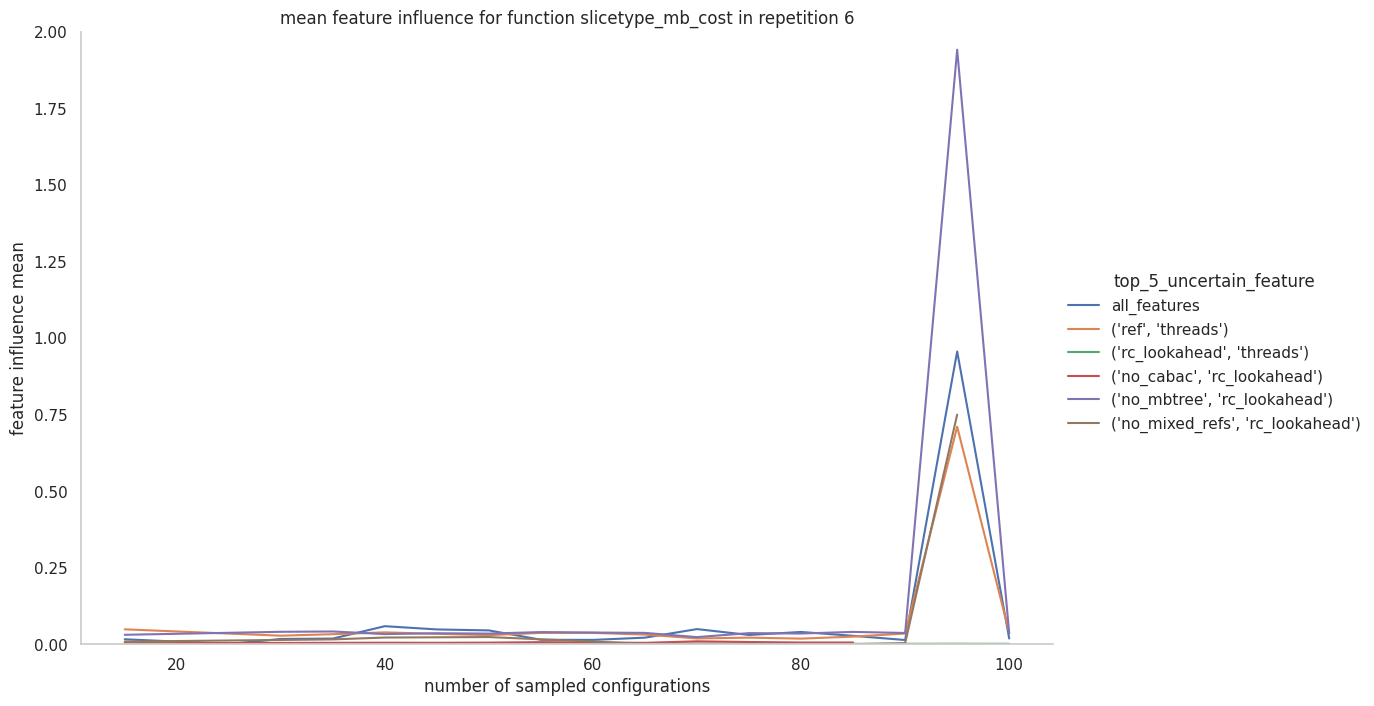 mean feature influence for function slicetype_mb_cost in repetition 6
2.00
1.75
1.50
1.25
1.00
0.75
0.50
0.25
0.00
feature influence mean
20
40
60
80
100
number of sampled configurations
top_5_uncertain_feature
all_features
('ref', 'threads')
('rc_lookahead', 'threads')
('no_cabac', 'rc_lookahead')
('no_mbtree', 'rc_lookahead')
('no_mixed_refs', 'rc_lookahead')